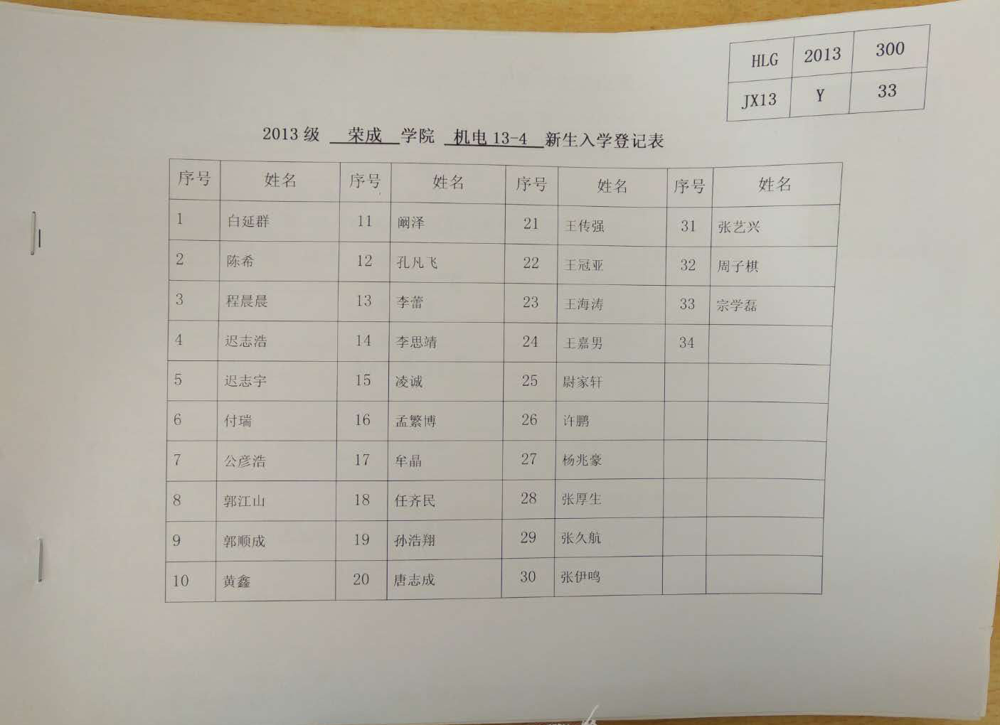 HLG 2013 300
JX13 Y 33
2013 级 荣成 学院 机电 13-4 新生入学登记表
序号 姓名 序号 姓名 序号 姓名 序号 姓名
1 白延群 11 阚泽 21 王传强 31 张艺兴
2 陈希 12 孔凡飞 22 王冠亚 32 周子棋
3 程晨晨 13 李蕾 23 王海涛 33 宗学磊
4 迟志浩 14 李思靖 24 王嘉男 34
5 迟志宇 15 凌诚 25 尉家轩
6 付瑞 16 孟繁博 26 许鹏
7 公彦浩 17 牟晶 27 杨兆豪
8 郭江山 18 任齐民 28 张厚生
9 郭顺成 19 孙浩翔 29 张久航
10 黄鑫 20 唐志成 30 张伊鸣